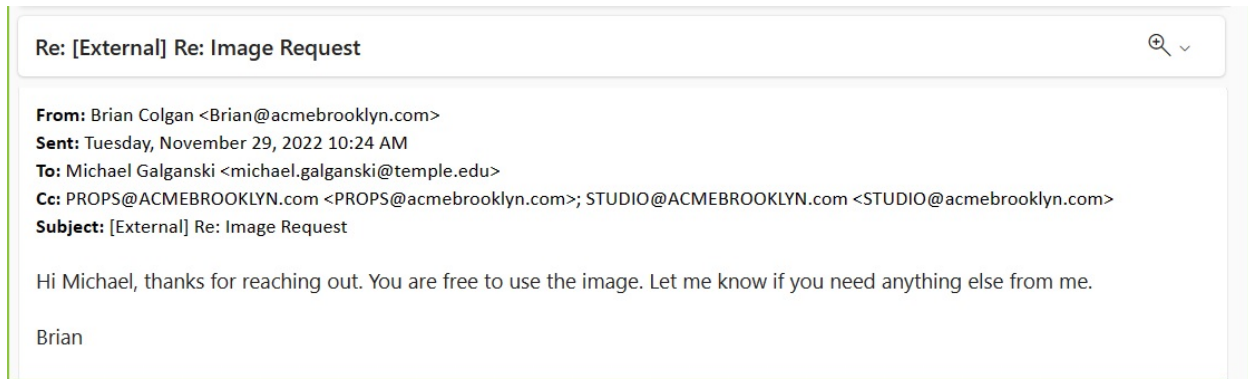 Re: [External] Re: Image Request
From: Brian Colgan <Brian@acmebrooklyn.com>
Sent: Tuesday, November 29, 2022 10:24 AM
To: Michael Galganski <michael.galganski@temple.edu>
Cc: PROPS@ACMEBROOKLYN.com <PROPS@acmebrooklyn.com>; STUDIO@ACMEBROOKLYN.com <STUDIO@acmebrooklyn.com>
Subject: [External] Re: Image Request
Hi Michael, thanks for reaching out. You are free to use the image. Let me know if you need anything else from me.
Brian